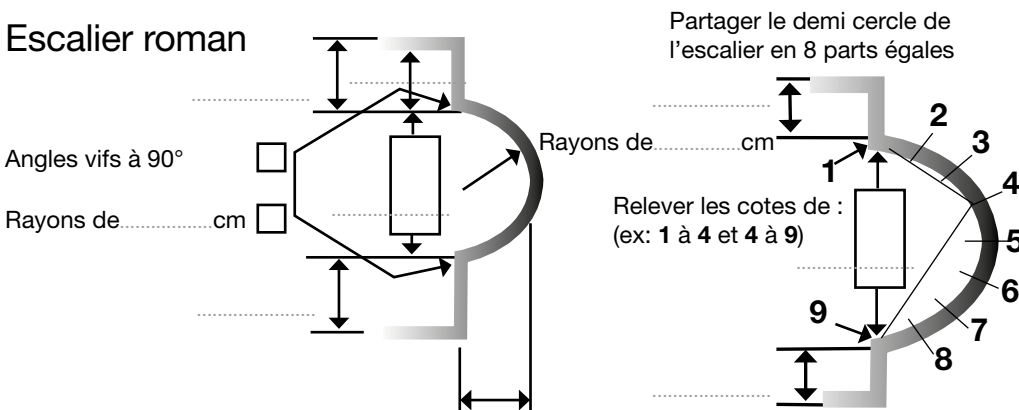 Escalier roman
Angles vifs à 90°
Rayons de...............cm
Rayons de...............cm
Partager le demi cercle de
l'escalier en 8 parts égales
Relever les cotes de :
(ex: 1 à 4 et 4 à 9)
1
2
3
4
5
6
7
8
9